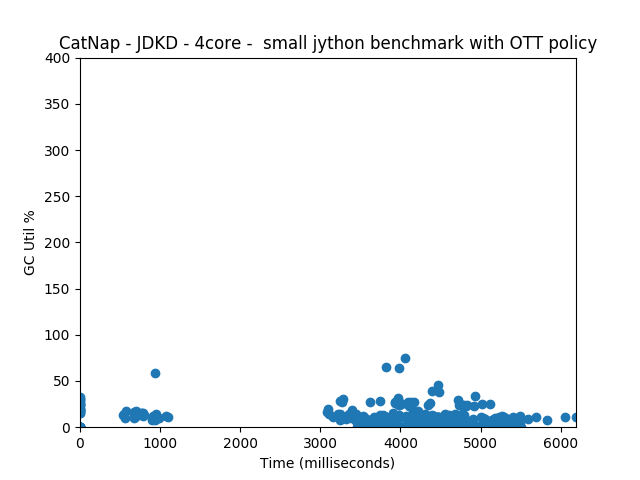 CatNap - JDKD - 4core -  small jython benchmark with OTT policy
400
350
300
250
200
150
100
50
0
GC Util %
0 1000 2000 3000 4000 5000 6000
Time (milliseconds)